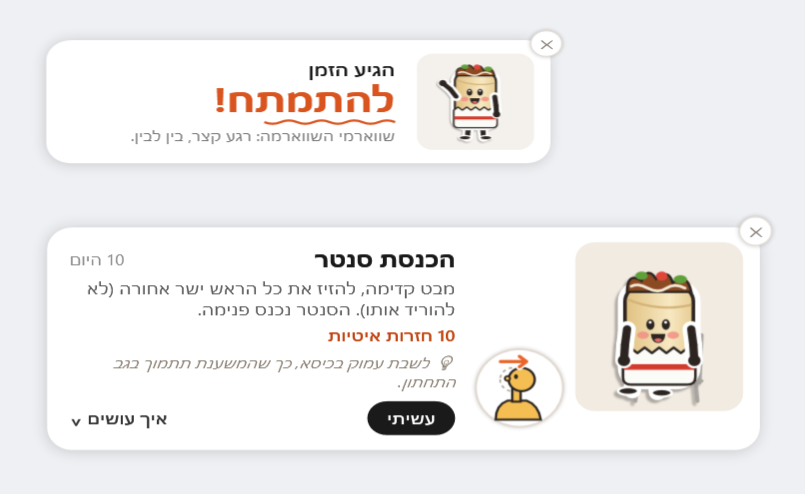 הגיע הזמן
להתמתח!
שווארמי השווארמה: רגע קצר, בין לבין.
הכנסת סנטר
10 היום
מבט קדימה, להזיז את כל הראש ישר אחורה (לא
להוריד אותו). הסנטר נכנס פנימה.
10 חזרות איטיות
לשבת עמוק בכיסא, כך שהמשענת תתמוך בגב
התחתון.
עשיתי
איך עושים